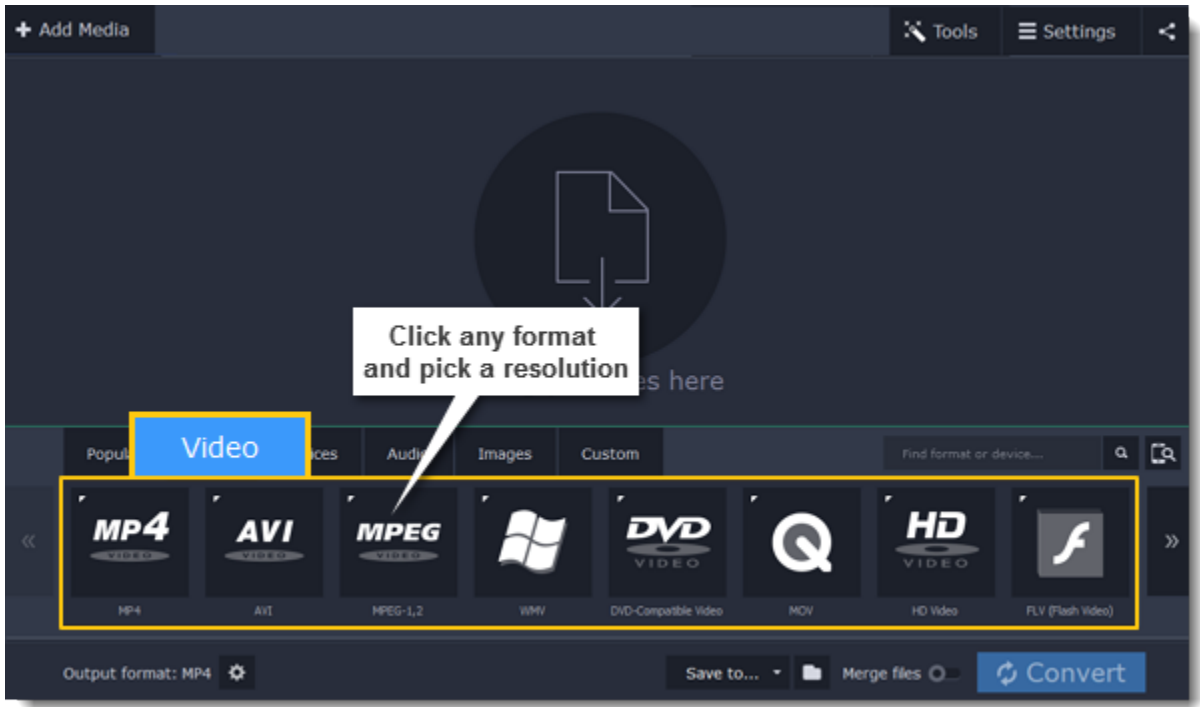 Add Media
Tools
Settings
Click any format
and pick a resolution
es here
Popul
Video
ices
Audio
Images
Custom
Find format or device...
MP4
VIDEO
AVI
VIDEO
MPEG
VIDEO
DVD
VIDEO
HD
VIDEO
MP4
AVI
MPEG-1,2
WMV
DVD-Compatible Video
MOV
HD Video
FLV (Flash Video)
Output format: MP4
Save to...
Merge files
Convert